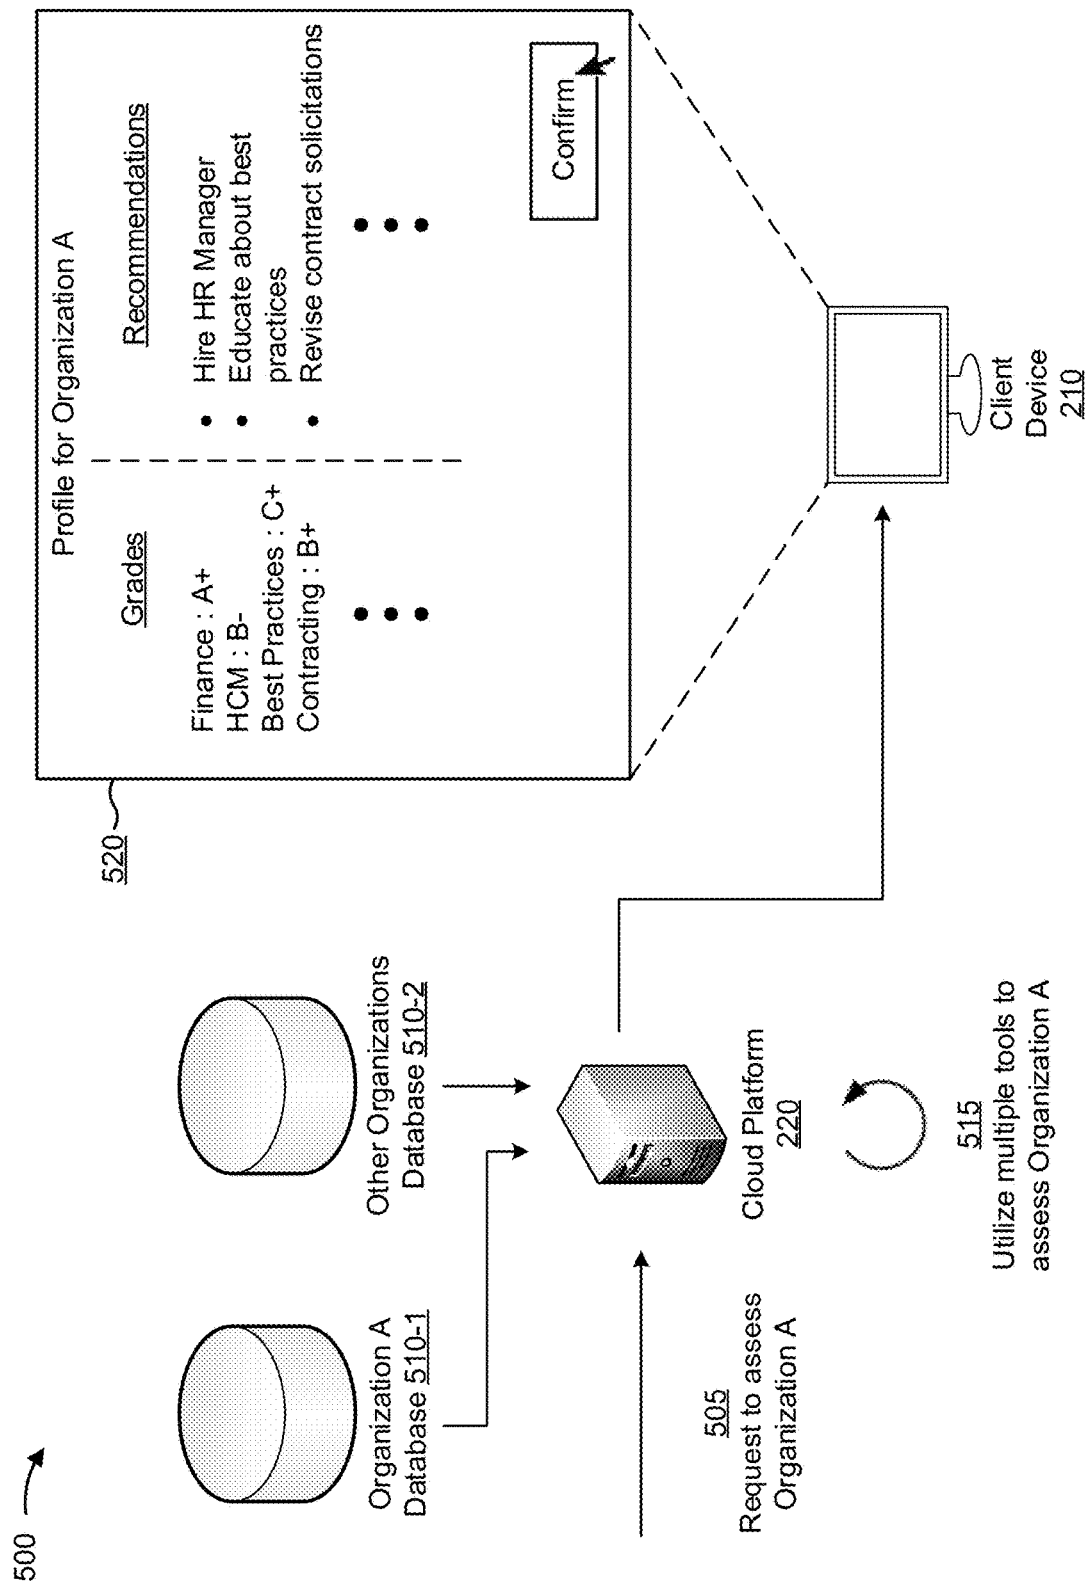 500
Organization A
Database 510-1
Other Organizations
Database 510-2
505
Request to assess
Organization A
Cloud Platform
220
515
Utilize multiple tools to
assess Organization A
520
Profile for Organization A
Grades
Finance : A+
HCM : B-
Best Practices : C+
Contracting : B+
Recommendations
• Hire HR Manager
• Educate about best
practices
• Revise contract solicitations
Confirm
Client
Device
210